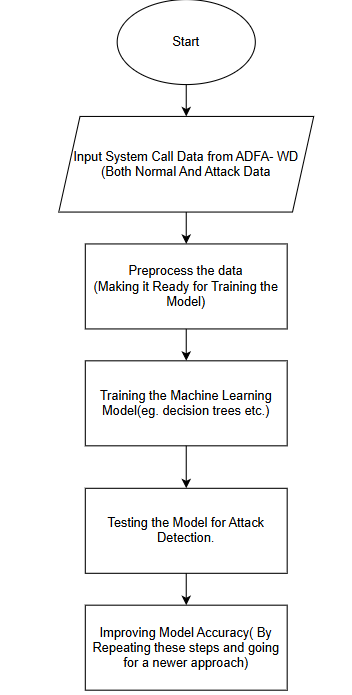 Start
Input System Call Data from ADFA- WD
(Both Normal And Attack Data
Preprocess the data
(Making it Ready for Training the
Model)
Training the Machine Learning
Model(eg. decision trees etc.)
Testing the Model for Attack
Detection.
Improving Model Accuracy( By
Repeating these steps and going
for a newer approach)